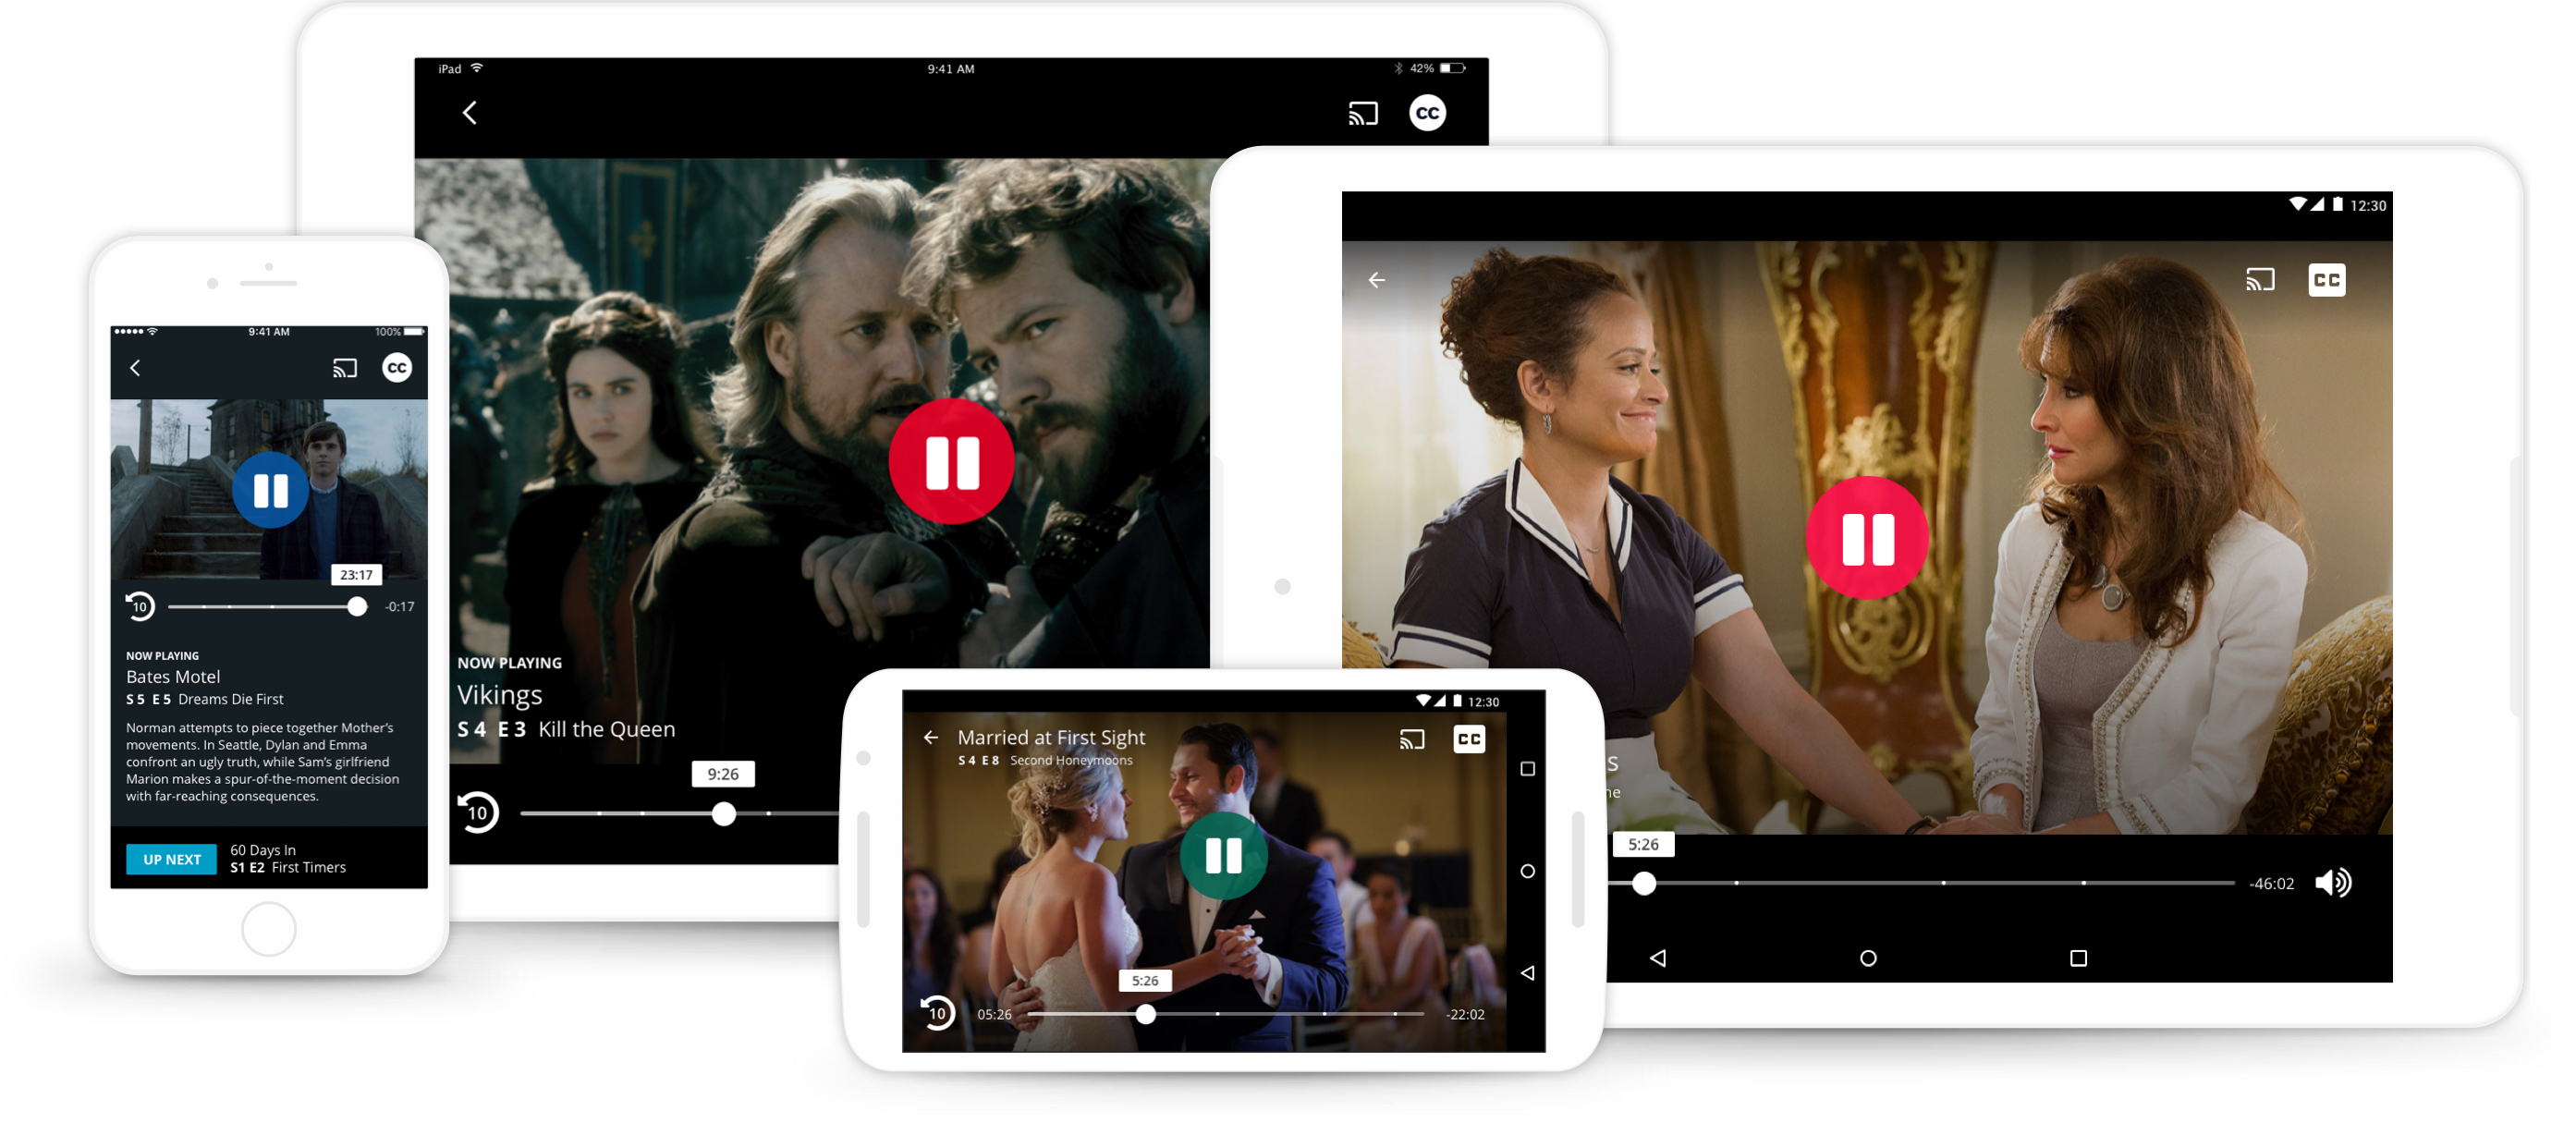 iPad
9:41 AM
42%
CC
12:30
CC
9:41 AM
100%
CC
23:17
10
-0:17
NOW PLAYING
Bates Motel
S 5 E 5 Dreams Die First
Norman attempts to piece together Mother's
movements. In Seattle, Dylan and Emma
confront an ugly truth, while Sam's girlfriend
Marion makes a spur-of-the-moment decision
with far-reaching consequences.
UP NEXT
60 Days In
S1 E2 First Timers
NOW PLAYING
Vikings
S 4 E 3 Kill the Queen
9:26
10
12:30
Married at First Sight
S 4 E 8 Second Honeymoons
CC
5:26
10
05:26
-22:02
s
ne
5:26
-46:02